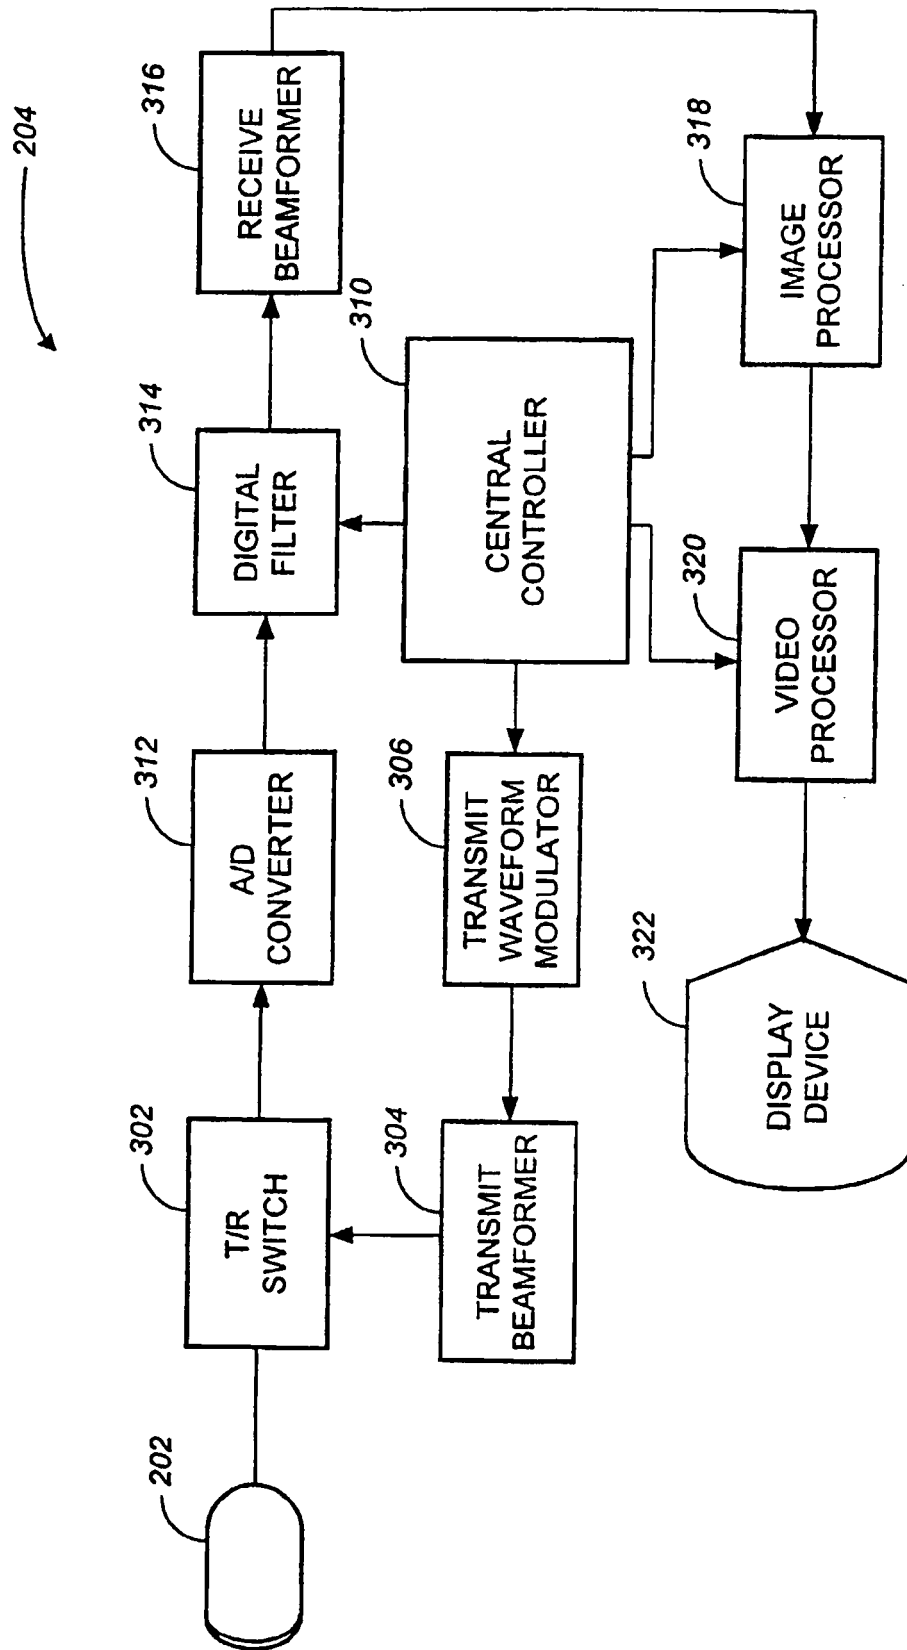 204
202
302
T/R
SWITCH
312
A/D
CONVERTER
314
DIGITAL
FILTER
316
RECEIVE
BEAMFORMER
304
TRANSMIT
BEAMFORMER
306
TRANSMIT
WAVEFORM
MODULATOR
310
CENTRAL
CONTROLLER
322
DISPLAY
DEVICE
320
VIDEO
PROCESSOR
318
IMAGE
PROCESSOR